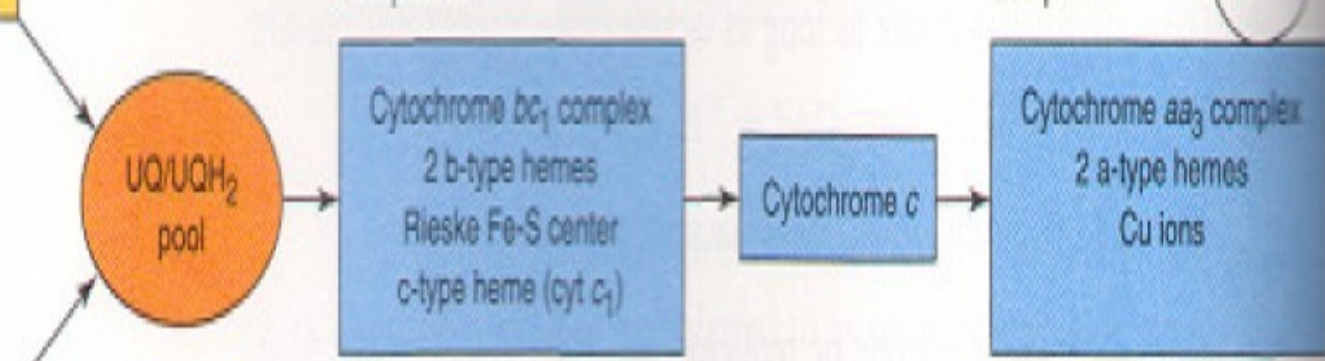 UQ/UQH₂
pool
Cytochrome bc₁ complex
2 b-type hemes
Rieske Fe-S center
c-type heme (cyt c₁)
Cytochrome c
Cytochrome aa₃ complex
2 a-type hemes
Cu ions